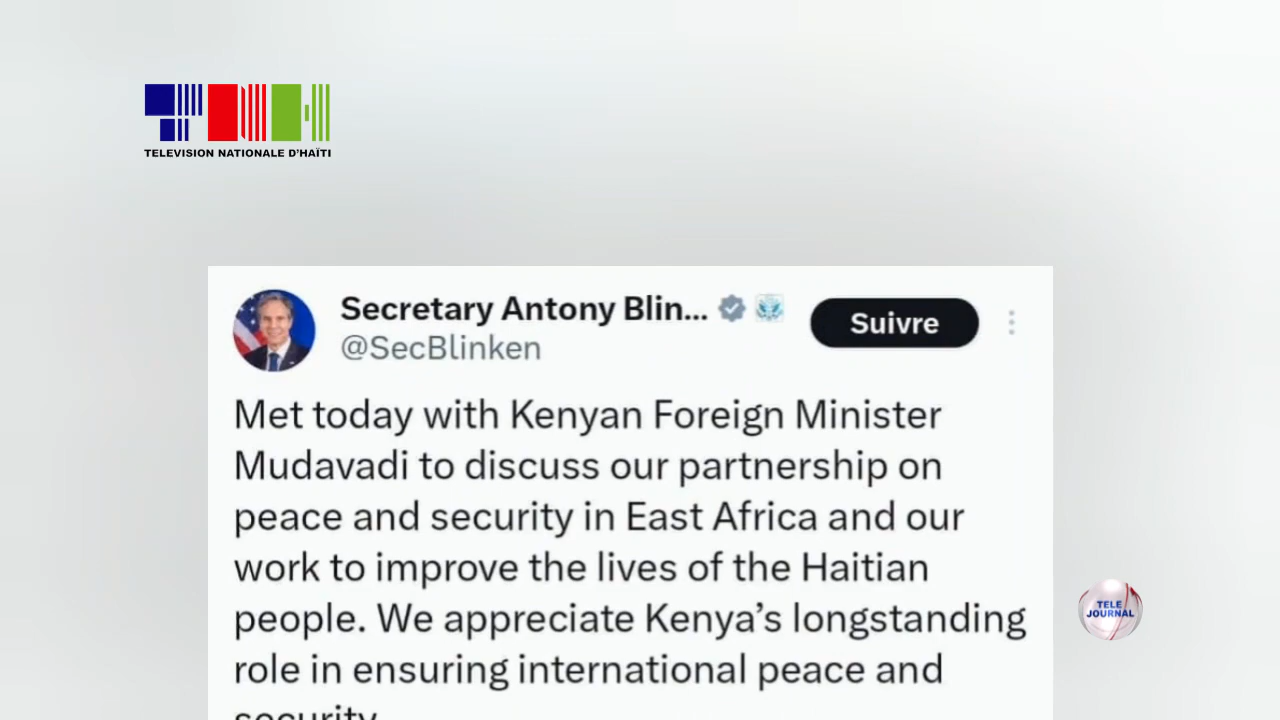 TELEVISION NATIONALE D'HAÏTI
Secretary Antony Blin...
@SecBlinken
Suivre
Met today with Kenyan Foreign Minister
Mudavadi to discuss our partnership on
peace and security in East Africa and our
work to improve the lives of the Haitian
people. We appreciate Kenya’s longstanding
role in ensuring international peace and
security
TELE
JOURNAL